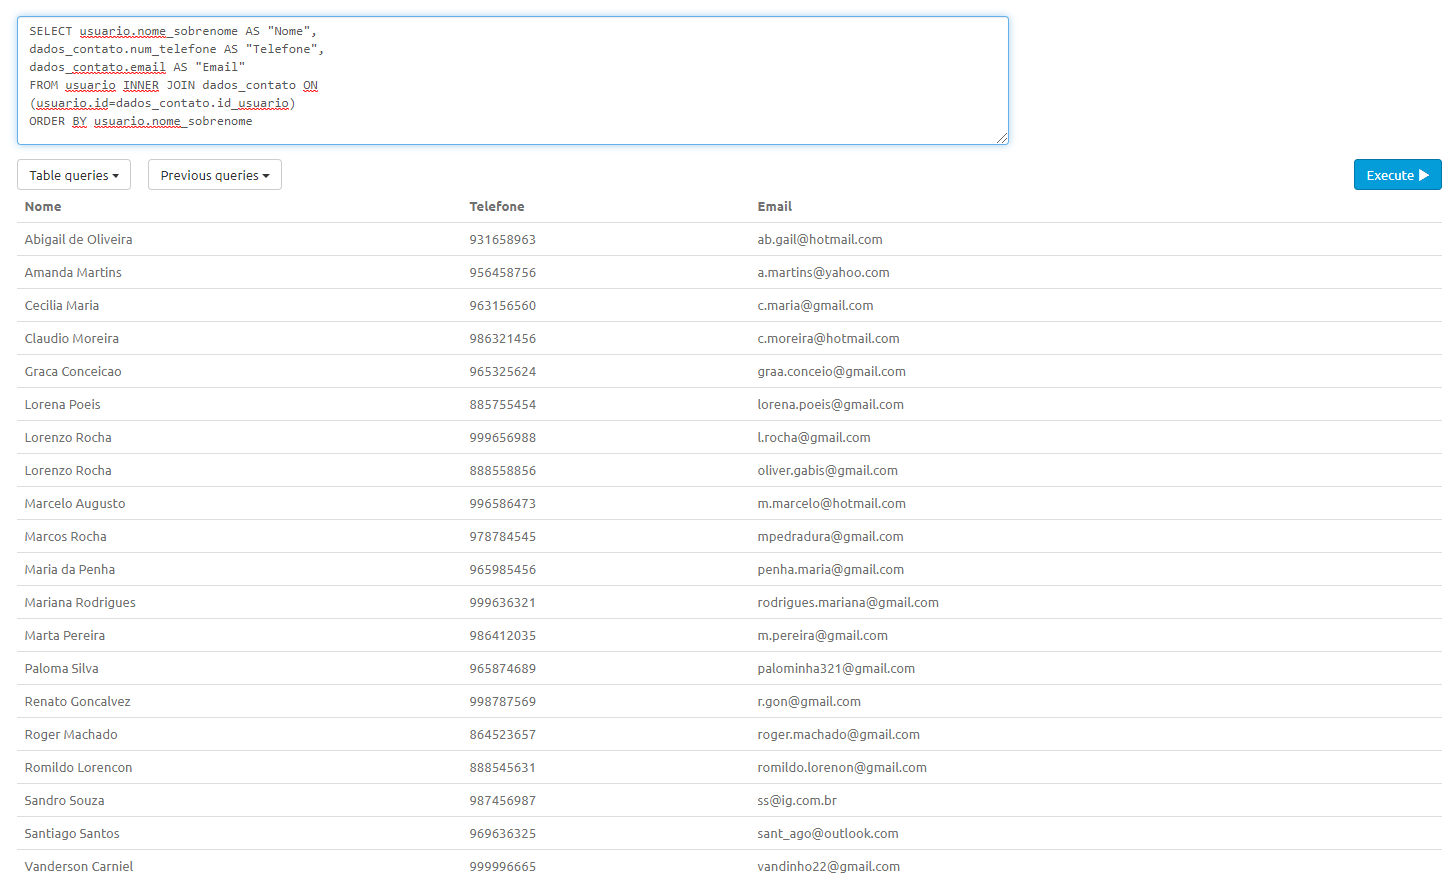 SELECT usuario.nome_sobrenome AS "Nome",
dados_contato.num_telefone AS "Telefone",
dados_contato.email AS "Email"
FROM usuario INNER JOIN dados_contato ON
(usuario.id=dados_contato.id_usuario)
ORDER BY usuario.nome_sobrenome
Table queries Previous queries Execute
Nome Telefone Email
Abigail de Oliveira 931658963 ab.gail@hotmail.com
Amanda Martins 956458756 a.martins@yahoo.com
Cecilia Maria 963156560 c.maria@gmail.com
Claudio Moreira 986321456 c.moreira@hotmail.com
Graca Conceicao 965325624 graa.conceio@gmail.com
Lorena Poeis 885755454 lorena.poeis@gmail.com
Lorenzo Rocha 999656988 l.rocha@gmail.com
Lorenzo Rocha 888558856 oliver.gabis@gmail.com
Marcelo Augusto 996586473 m.marcelo@hotmail.com
Marcos Rocha 978784545 mpedradura@gmail.com
Maria da Penha 965985456 penha.maria@gmail.com
Mariana Rodrigues 999636321 rodrigues.mariana@gmail.com
Marta Pereira 986412035 m.pereira@gmail.com
Paloma Silva 965874689 palominha321@gmail.com
Renato Goncalvez 998787569 r.gon@gmail.com
Roger Machado 864523657 roger.machado@gmail.com
Romildo Lorencon 888545631 romildo.lorenon@gmail.com
Sandro Souza 987456987 ss@ig.com.br
Santiago Santos 969636325 sant_ago@outlook.com
Vanderson Carniel 999996665 vandinho22@gmail.com